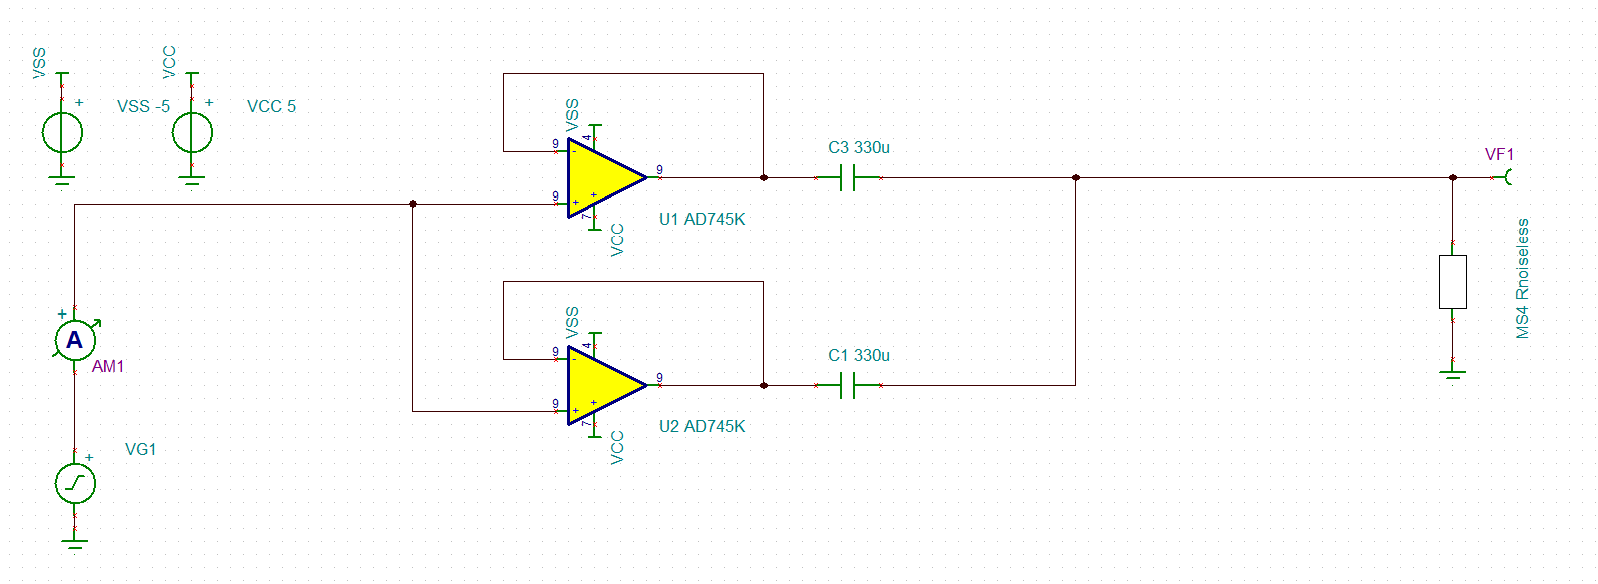 VSS
+
VSS -5
VCC
+
VCC 5
VSS
4
9
-
9
+
+
9
7
VCC
U1 AD745K
C3 330u
VF1
MS4 Rnoiseless
VSS
4
9
-
9
+
+
9
7
VCC
U2 AD745K
C1 330u
+
A
AM1
VG1
+